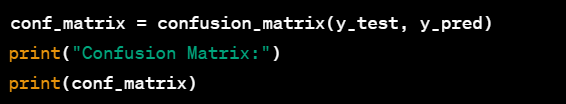 conf_matrix = confusion_matrix(y_test, y_pred)
print("Confusion Matrix:")
print(conf_matrix)